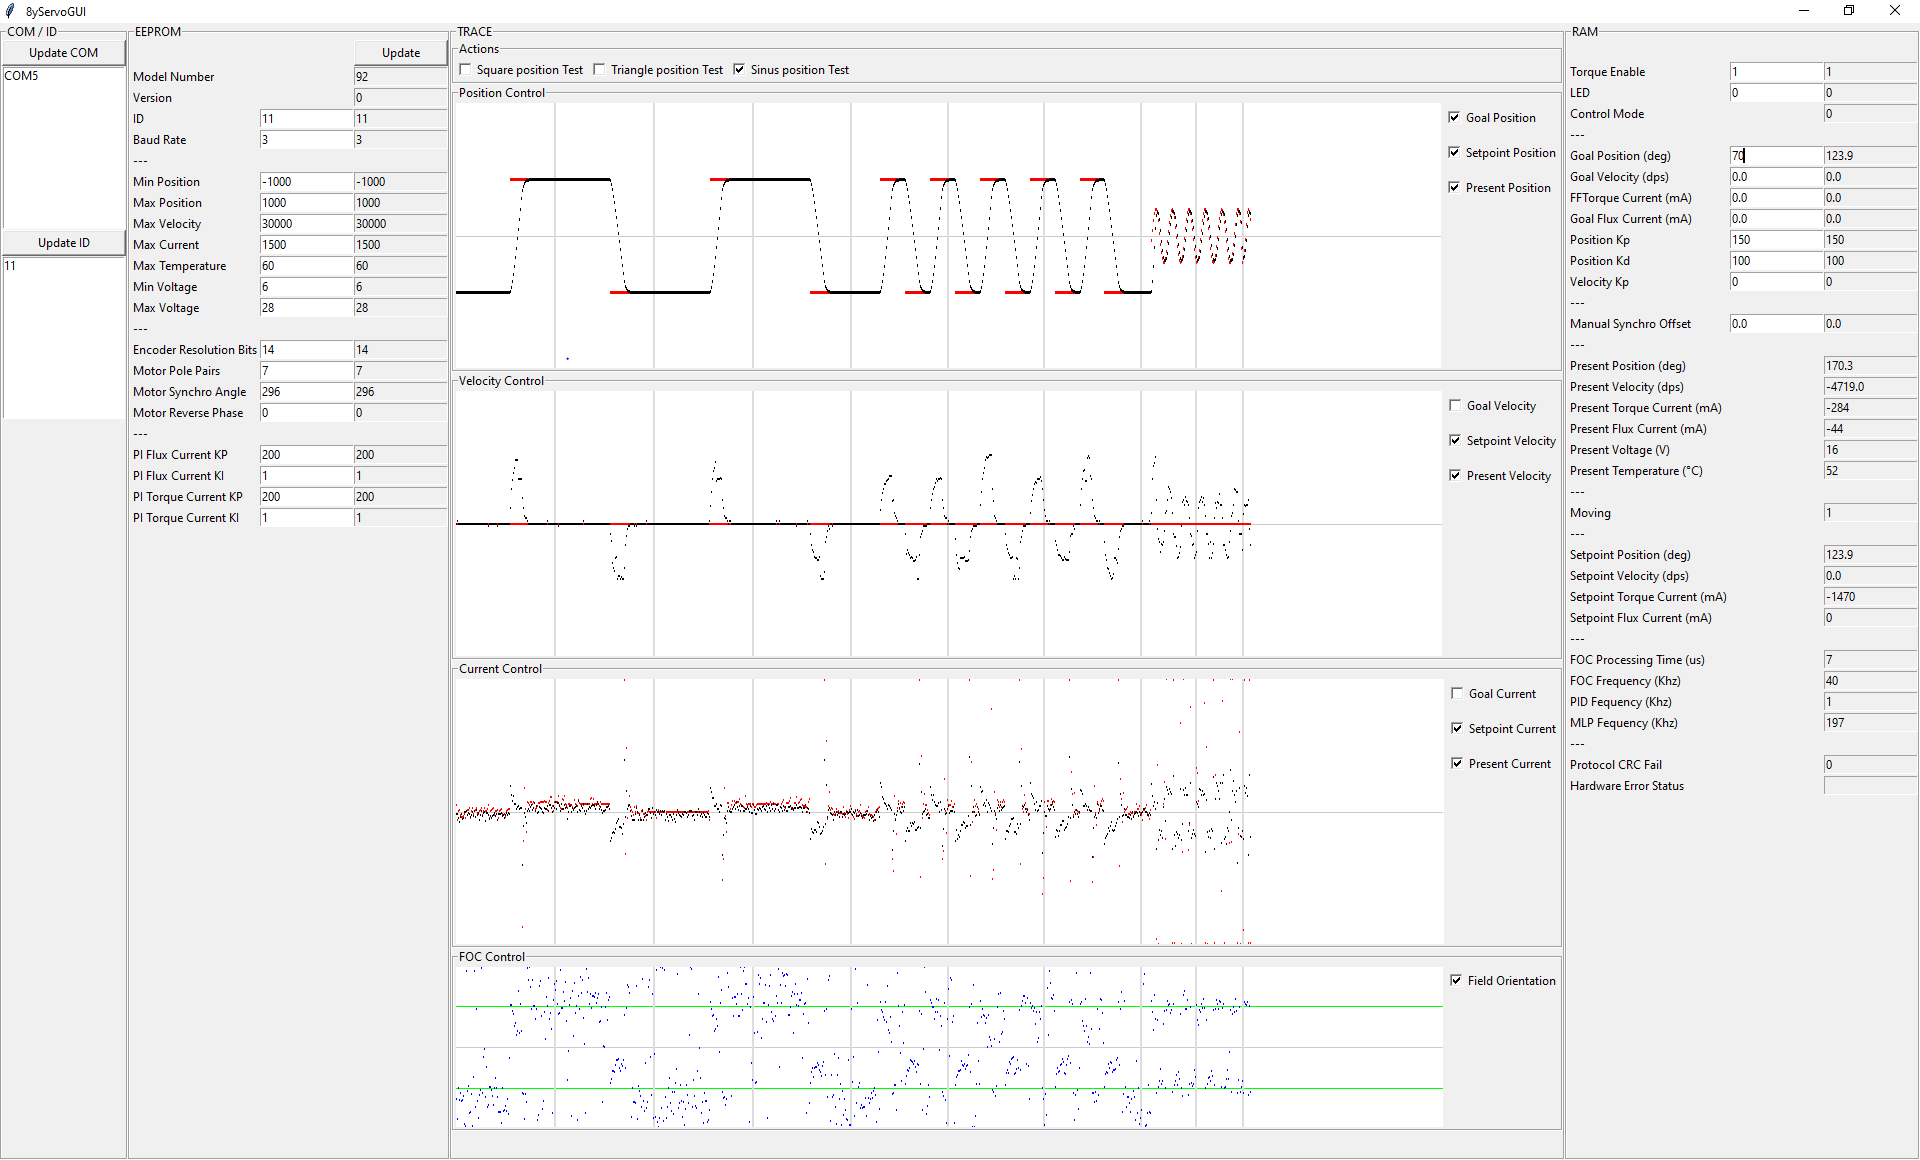 8yServoGUI
COM / ID
Update COM
COM5
Update ID
11
EEPROM
Update
Model Number 92
Version 0
ID 11 11
Baud Rate 3 3
---
Min Position -1000 -1000
Max Position 1000 1000
Max Velocity 30000 30000
Max Current 1500 1500
Max Temperature 60 60
Min Voltage 6 6
Max Voltage 28 28
---
Encoder Resolution Bits 14 14
Motor Pole Pairs 7 7
Motor Synchro Angle 296 296
Motor Reverse Phase 0 0
---
PI Flux Current KP 200 200
PI Flux Current KI 1 1
PI Torque Current KP 200 200
PI Torque Current KI 1 1
TRACE
Actions
Square position Test Triangle position Test Sinus position Test
Position Control
Goal Position
Setpoint Position
Present Position
Velocity Control
Goal Velocity
Setpoint Velocity
Present Velocity
Current Control
Goal Current
Setpoint Current
Present Current
FOC Control
Field Orientation
RAM
Torque Enable 1 1
LED 0 0
Control Mode 0
---
Goal Position (deg) 70 123.9
Goal Velocity (dps) 0.0 0.0
FFTorque Current (mA) 0.0 0.0
Goal Flux Current (mA) 0.0 0.0
Position Kp 150 150
Position Kd 100 100
Velocity Kp 0 0
---
Manual Synchro Offset 0.0 0.0
---
Present Position (deg) 170.3
Present Velocity (dps) -4719.0
Present Torque Current (mA) -284
Present Flux Current (mA) -44
Present Voltage (V) 16
Present Temperature (°C) 52
---
Moving 1
---
Setpoint Position (deg) 123.9
Setpoint Velocity (dps) 0.0
Setpoint Torque Current (mA) -1470
Setpoint Flux Current (mA) 0
---
FOC Processing Time (us) 7
FOC Frequency (Khz) 40
PID Fequency (Khz) 1
MLP Fequency (Khz) 197
---
Protocol CRC Fail 0
Hardware Error Status